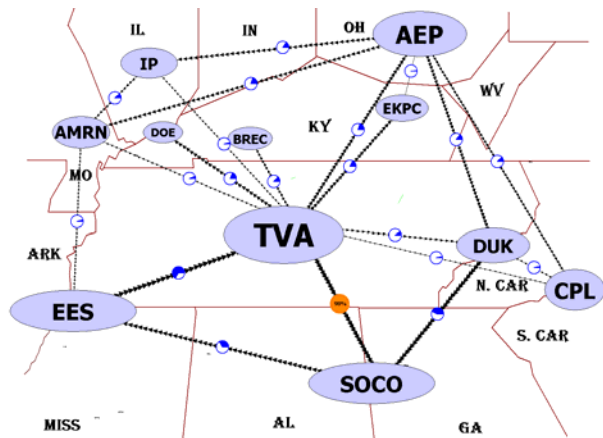 IL
IN
OH
AEP
IP
WV
EKPC
AMRN
DOE
BREC
KY
MO
TVA
ARK
DUK
N. CAR
CPL
EES
S. CAR
SOCO
MISS
AL
GA